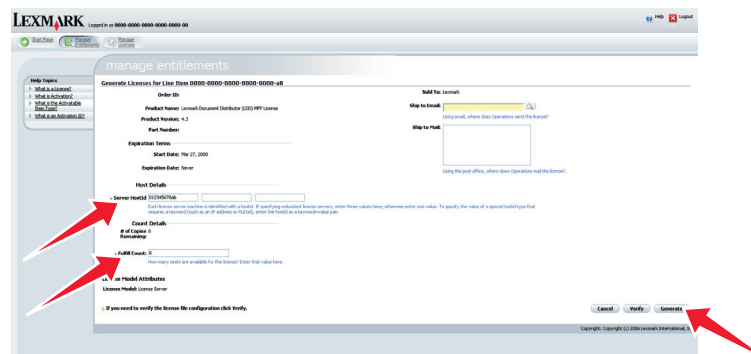 LEXMARK Logged in as 0000-0000-0000-0000-0000-00
Help Logout
Start Page Manage Entitlements Manage Licenses
manage entitlements
Help Topics
What is a License?
What is Activation?
What is the Activatable Item Type?
What is an Activation ID?
Generate Licenses for Line Item 0000-0000-0000-0000-0000-a8
Order ID:
Product Name: Lexmark Document Distributor (LDD) MFP License
Product Version: 4.3
Part Number:
Expiration Terms
Start Date: Mar 27, 2008
Expiration Date: Never
Sold To: Lexmark
Ship to Email:
Using email, where does Operations send the license?
Ship to Mail:
Using the post office, where does Operations mail the license?
Host Details
Server HostId 0123456789ab
Each license server machine is identified with a hostid. If specifying redundant license servers, enter three values here; otherwise enter one value. To specify the value of a special hostid type that
requires a keyword (such as an IP address or FLEXid), enter the hostid as a keyword=value pair.
Count Details
# of Copies 0
Remaining:
Fulfill Count: 0
How many seats are available for the license? Enter that value here.
License Model Attributes
License Model: License Server
If you need to verify the license file configuration click Verify.
Cancel Verify Generate
Copyright: Copyright (c) 2006 Lexmark International,